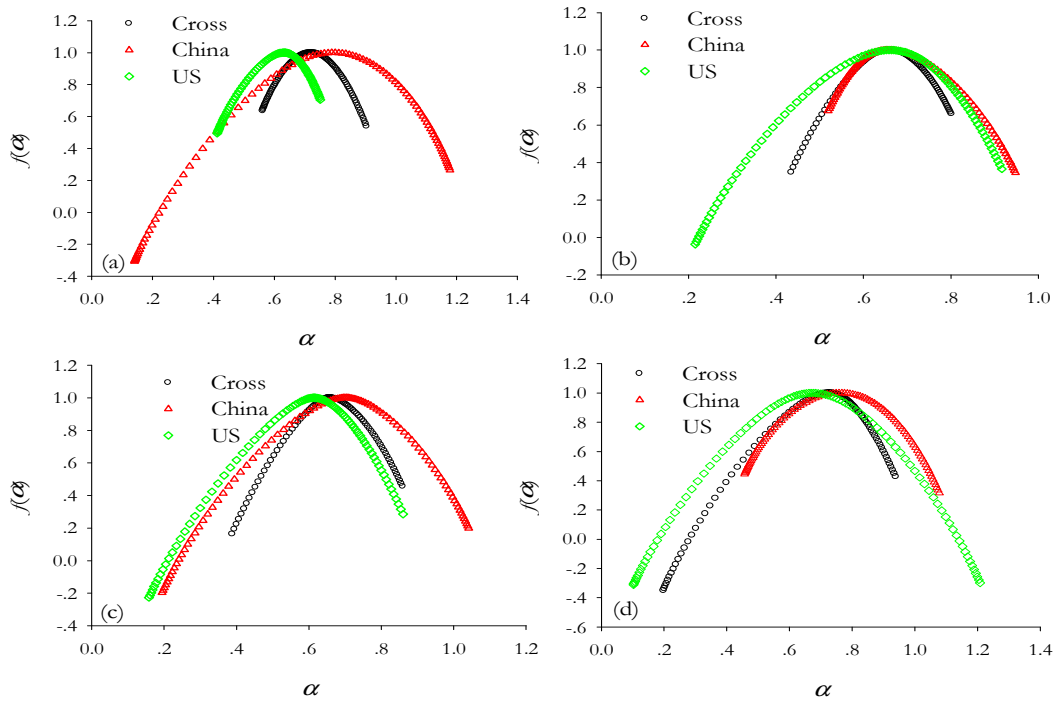 1.2
1.0
.8
.6
.4
.2
0.0
-.2
-.4
f(α)
Cross
China
US
(a)
0.0 .2 .4 .6 .8 1.0 1.2 1.4
α
1.2
1.0
.8
.6
.4
.2
0.0
-.2
f(α)
Cross
China
US
(b)
0.0 .2 .4 .6 .8 1.0
α
1.2
1.0
.8
.6
.4
.2
0.0
-.2
-.4
f(α)
Cross
China
US
(c)
0.0 .2 .4 .6 .8 1.0 1.2
α
1.2
1.0
.8
.6
.4
.2
0.0
-.2
-.4
-.6
f(α)
Cross
China
US
(d)
0.0 .2 .4 .6 .8 1.0 1.2 1.4
α